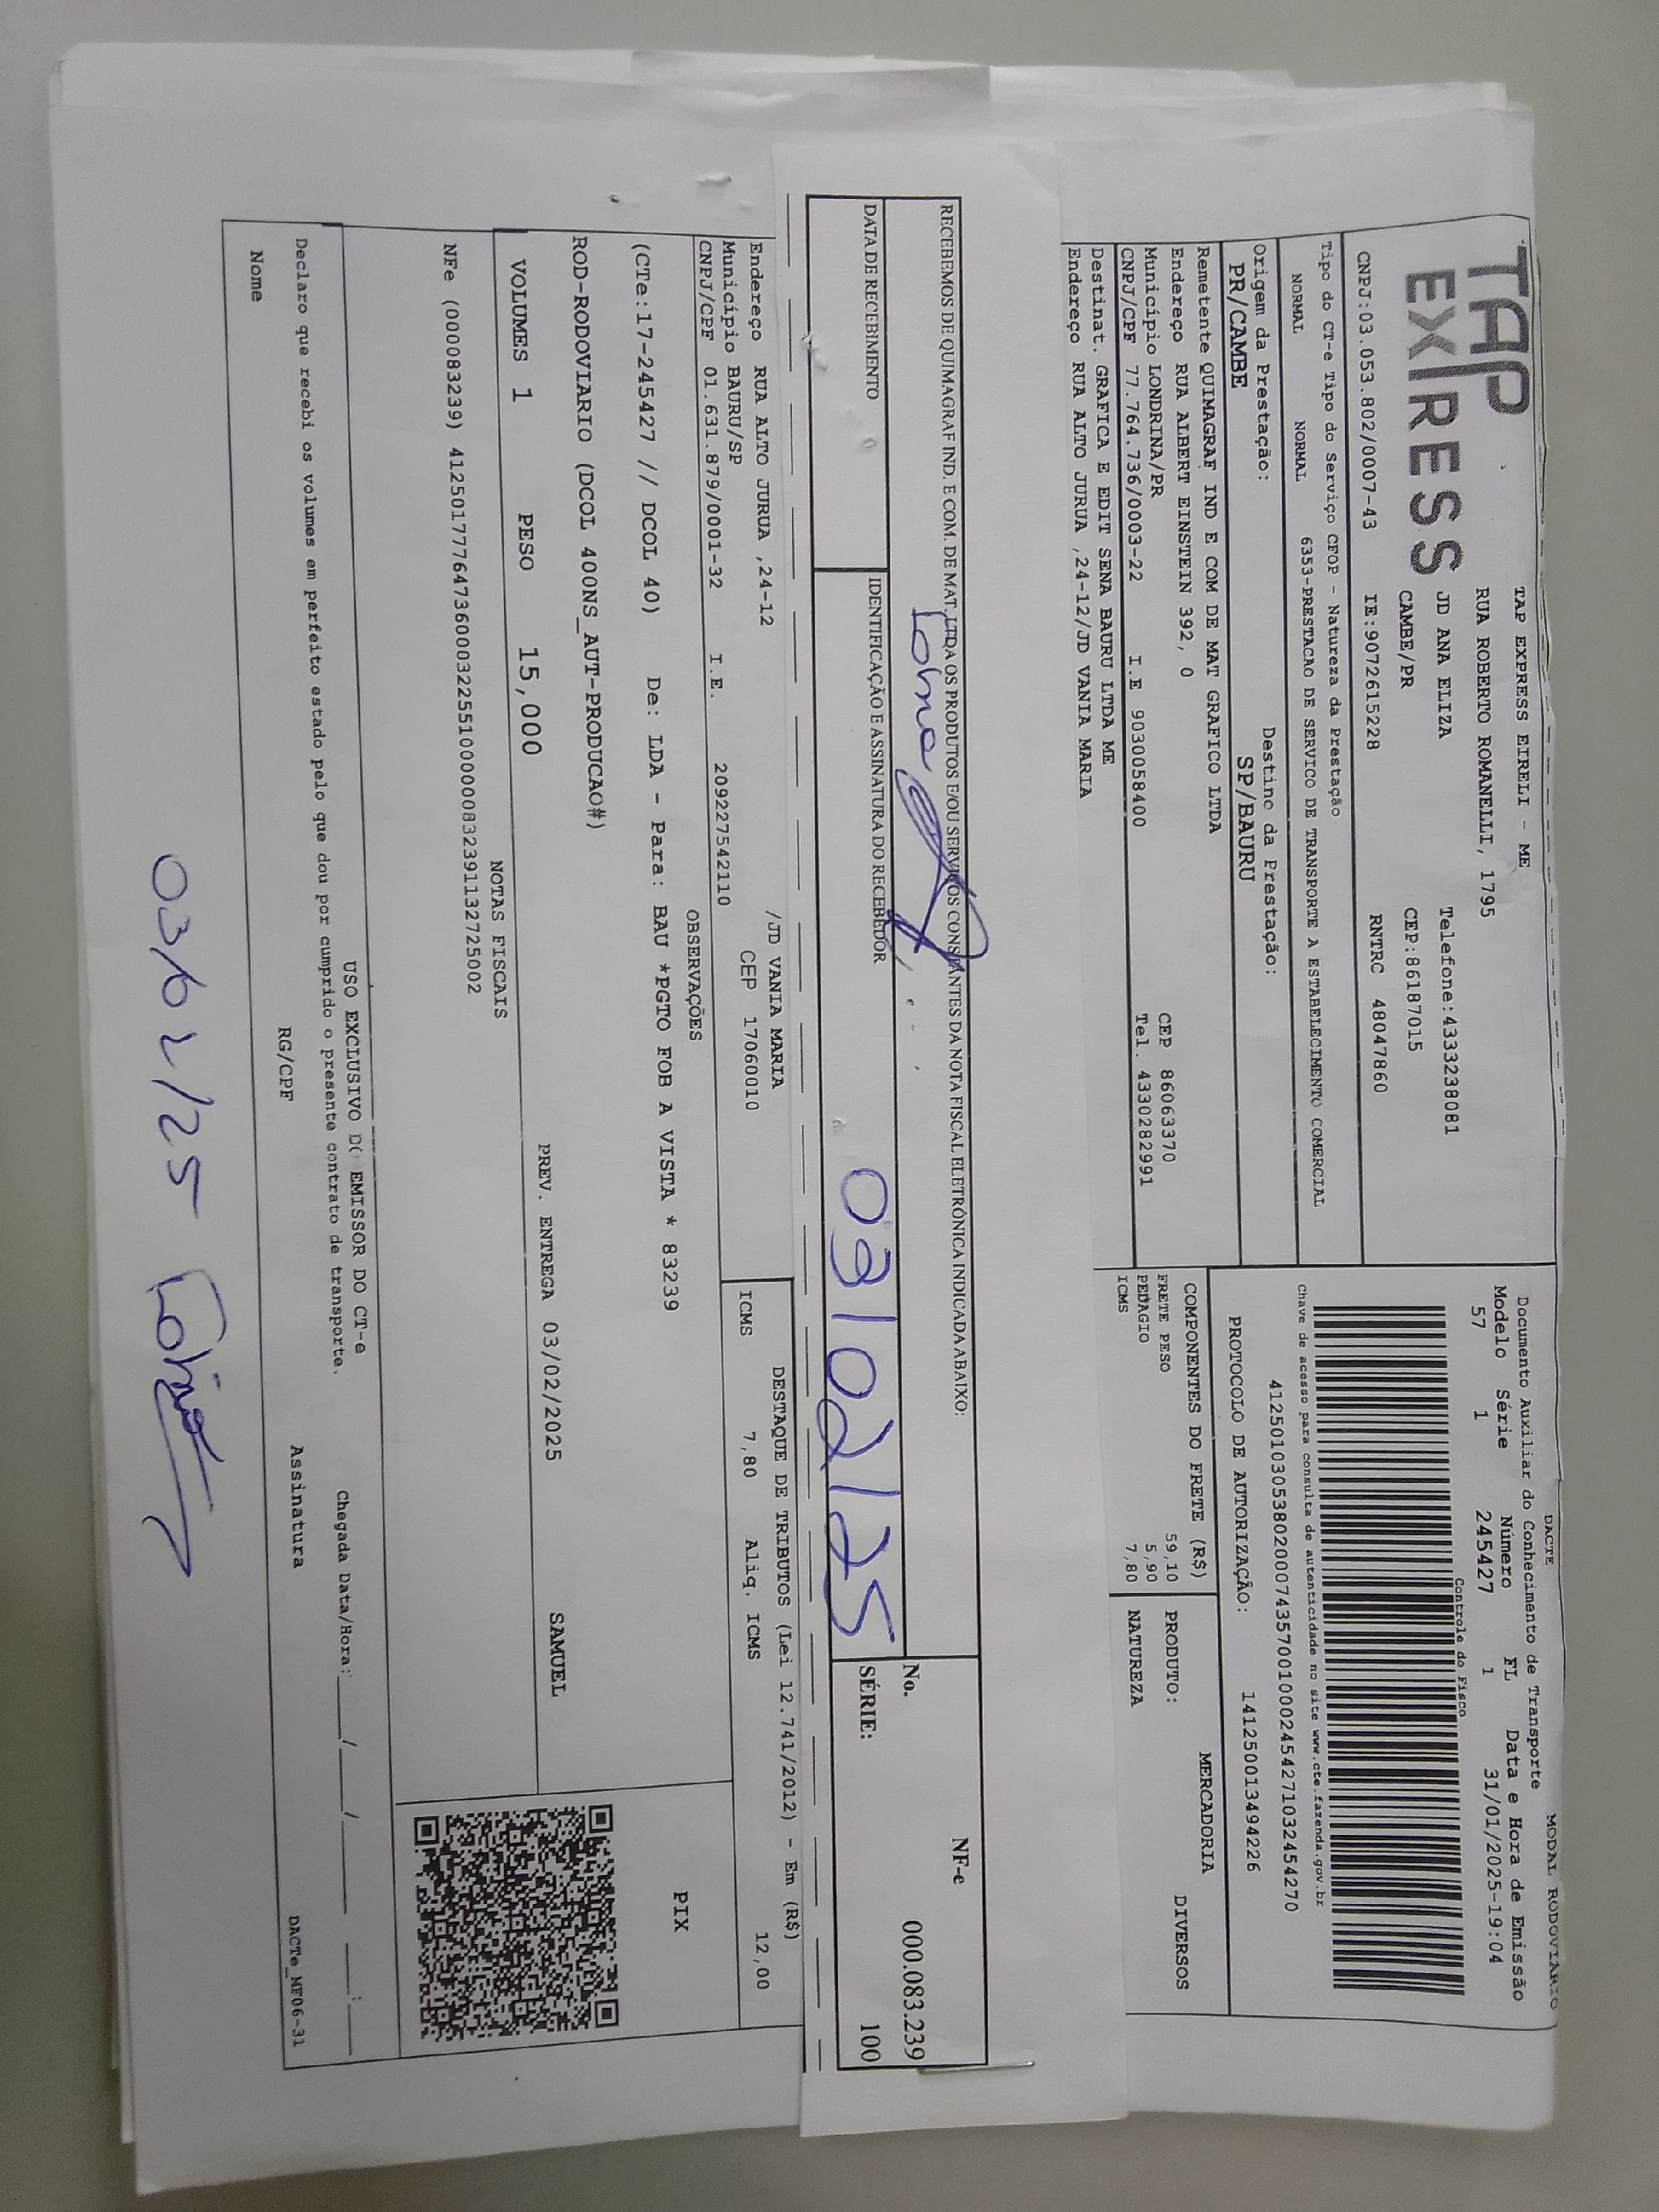 TAP EXPRESS
TAP EXPRESS EIRELI - ME
RUA ROBERTO ROMANELLI, 1795
JD ANA ELIZA Telefone:4333238081
CAMBE/PR CEP:86187015
CNPJ:03.053.802/0007-43 IE:9072615228 RNTRC 48047860
Tipo do CT-e Tipo do Serviço CFOP - Natureza da Prestação
NORMAL NORMAL 6353-PRESTACAO DE SERVICO DE TRANSPORTE A ESTABELECIMENTO COMERCIAL
Origem da Prestação: Destino da Prestação:
PR/CAMBE SP/BAURU
Remetente QUIMAGRAF IND E COM DE MAT GRAFICO LTDA
Endereço RUA ALBERT EINSTEIN 392, 0 CEP 86063370
Município LONDRINA/PR Tel. 4330282991
CNPJ/CPF 77.764.736/0003-22 I.E 9030058400
Destinat. GRAFICA E EDIT SENA BAURU LTDA ME
Endereço RUA ALTO JURUA ,24-12/JD VANIA MARIA
DACTE MODAL RODOVIÁRIO
Documento Auxiliar do Conhecimento de Transporte
Modelo Série Número FL Data e Hora de Emissão
57 1 245427 1 31/01/2025-19:04
Controle do Fisco
Chave de acesso para consulta de autenticidade no site www.cte.fazenda.gov.br
41250103053802000743570010002454271032454270
PROTOCOLO DE AUTORIZAÇÃO: 141250013494226
COMPONENTES DO FRETE (R$) MERCADORIA
FRETE PESO 59,10 PRODUTO: DIVERSOS
PEDAGIO 5,90
ICMS 7,80 NATUREZA
RECEBEMOS DE QUIMAGRAF IND. E COM. DE MAT. LTDA OS PRODUTOS E/OU SERVIÇOS CONSTANTES DA NOTA FISCAL ELETRÔNICA INDICADA ABAIXO:
NF-e
DATA DE RECEBIMENTO IDENTIFICAÇÃO E ASSINATURA DO RECEBEDOR
03/02/25
No. 000.083.239
SÉRIE: 100
Endereço RUA ALTO JURUA ,24-12 /JD VANIA MARIA
Município BAURU/SP CEP 17060010
CNPJ/CPF 01.631.879/0001-32 I.E. 209227542110
DESTAQUE DE TRIBUTOS (Lei 12.741/2012) - Em (R$)
ICMS 7,80 Aliq. ICMS 12,00
OBSERVAÇÕES
(CTe:17-245427 // DCOL 40) De: LDA - Para: BAU *PGTO FOB A VISTA * 83239
PIX
ROD-RODOVIARIO (DCOL 400NS_AUT-PRODUCAO#)
VOLUMES 1 PESO 15,000 PREV. ENTREGA 03/02/2025 SAMUEL
NOTAS FISCAIS
NFe (000083239) 41250177764736000322551000000832391132725002
USO EXCLUSIVO DO EMISSOR DO CT-e
Declaro que recebi os volumes em perfeito estado pelo que dou por cumprido o presente contrato de transporte. Chegada Data/Hora: ___/___/_____ ___:___
Nome RG/CPF Assinatura
DACTe_NF06-31
03/02/25